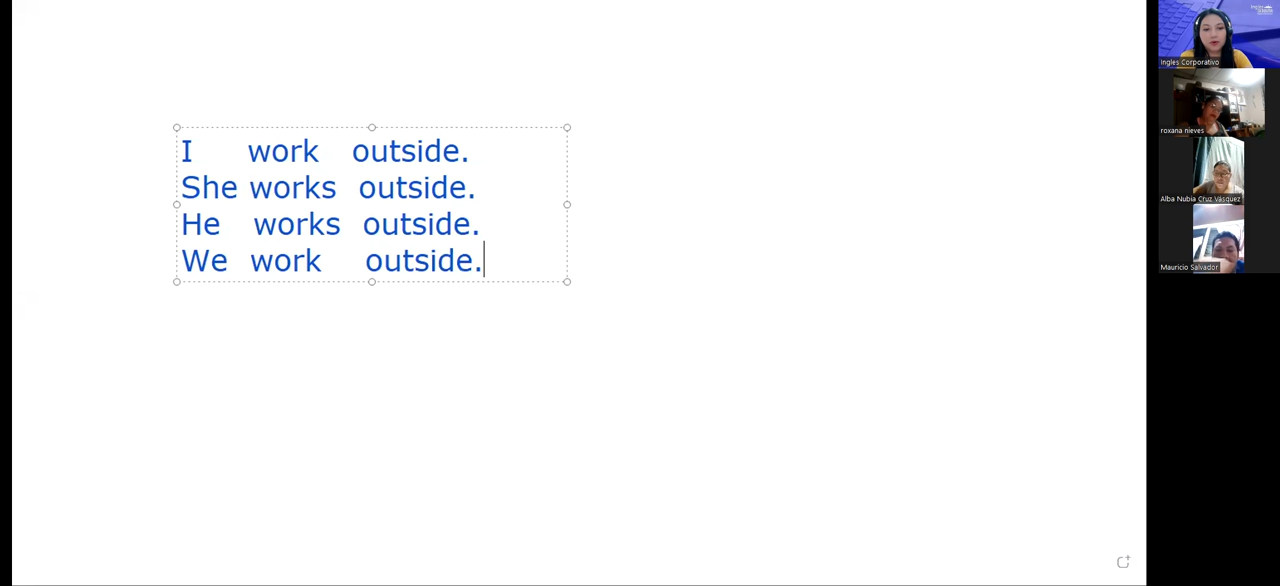 I work outside.
She works outside.
He works outside.
We work outside.
Ingles Corporativo
roxana nieves
Alba Nubia Cruz Vásquez
Mauricio Salvador